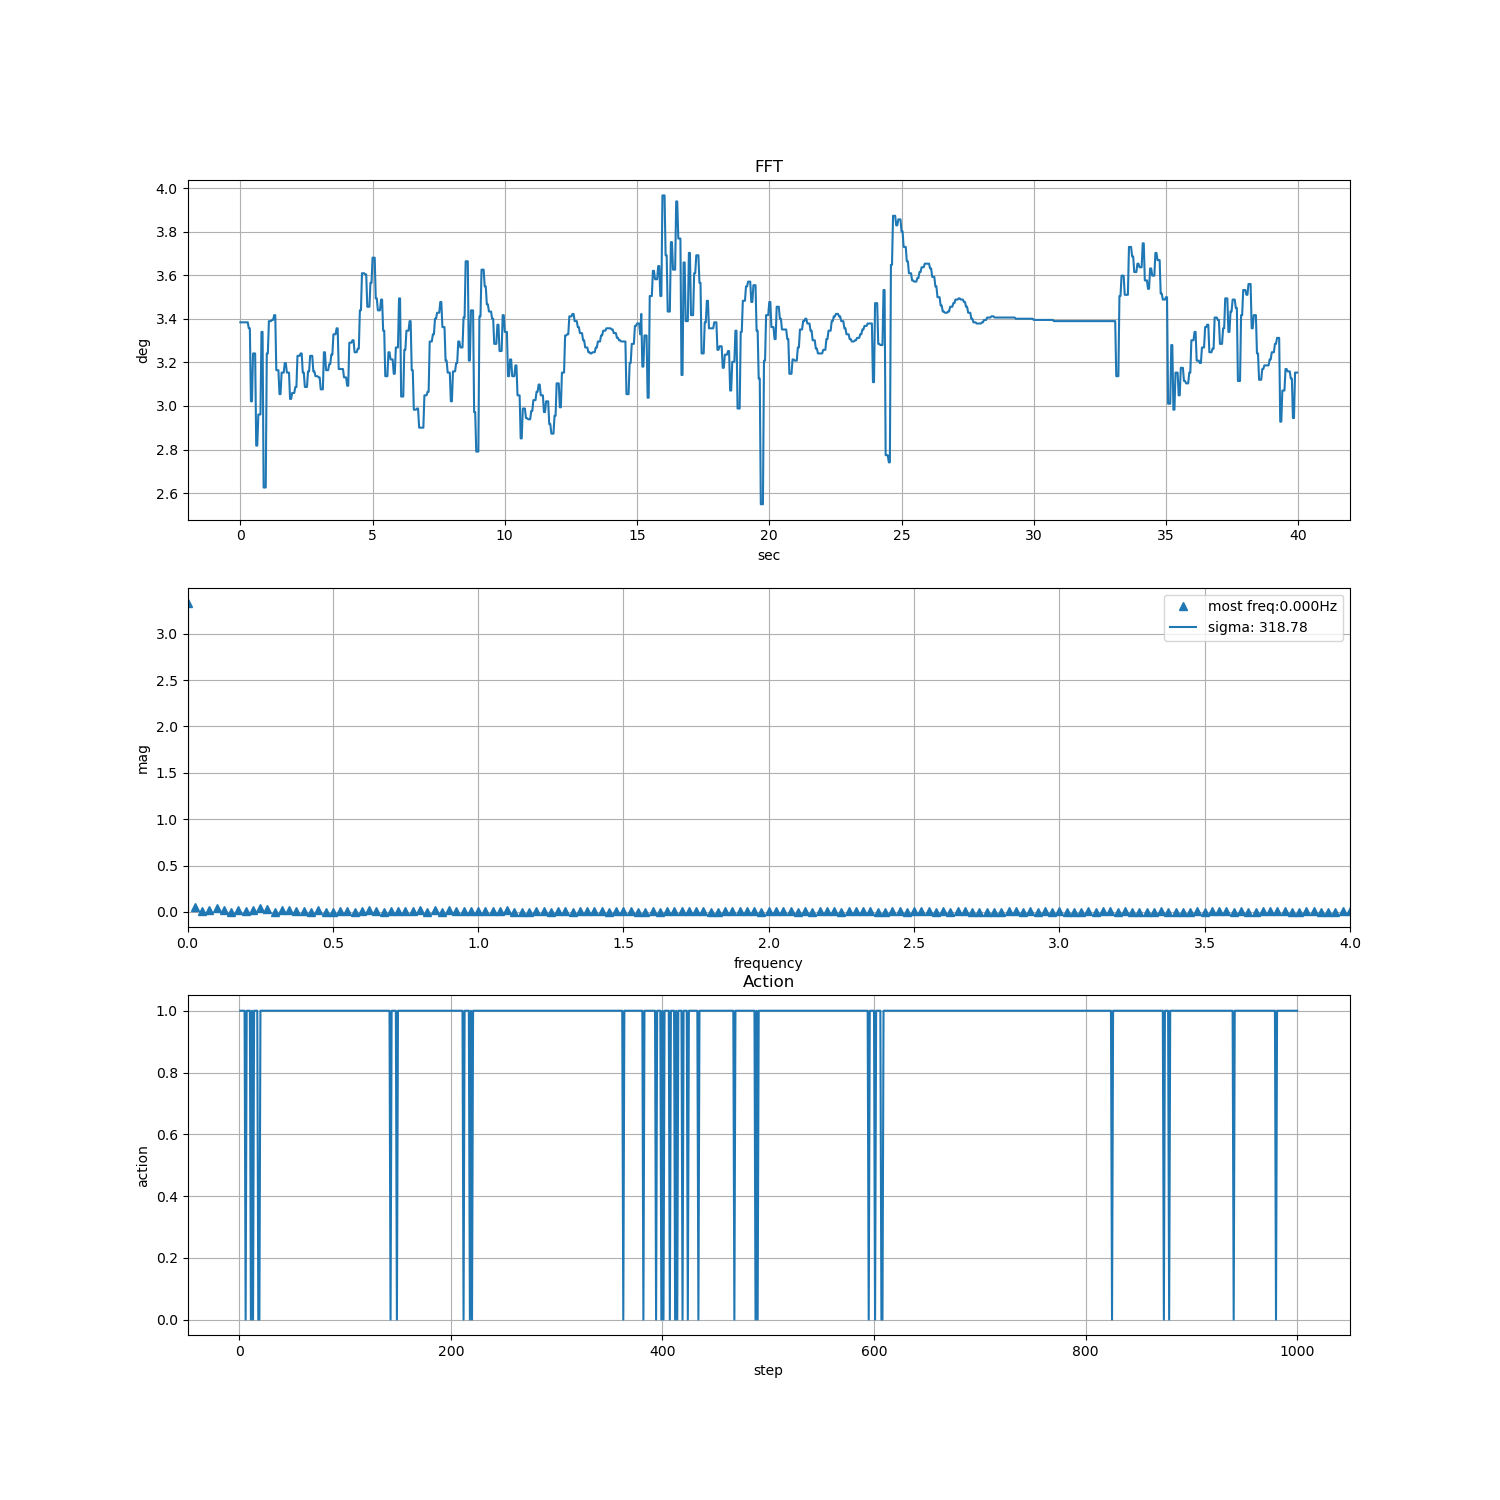 FFT
4.0
3.8
3.6
3.4
3.2
3.0
2.8
2.6
deg
0 5 10 15 20 25 30 35 40
sec
most freq:0.000Hz
sigma: 318.78
3.0
2.5
2.0
1.5
1.0
0.5
0.0
mag
0.0 0.5 1.0 1.5 2.0 2.5 3.0 3.5 4.0
frequency
Action
1.0
0.8
0.6
0.4
0.2
0.0
action
0 200 400 600 800 1000
step